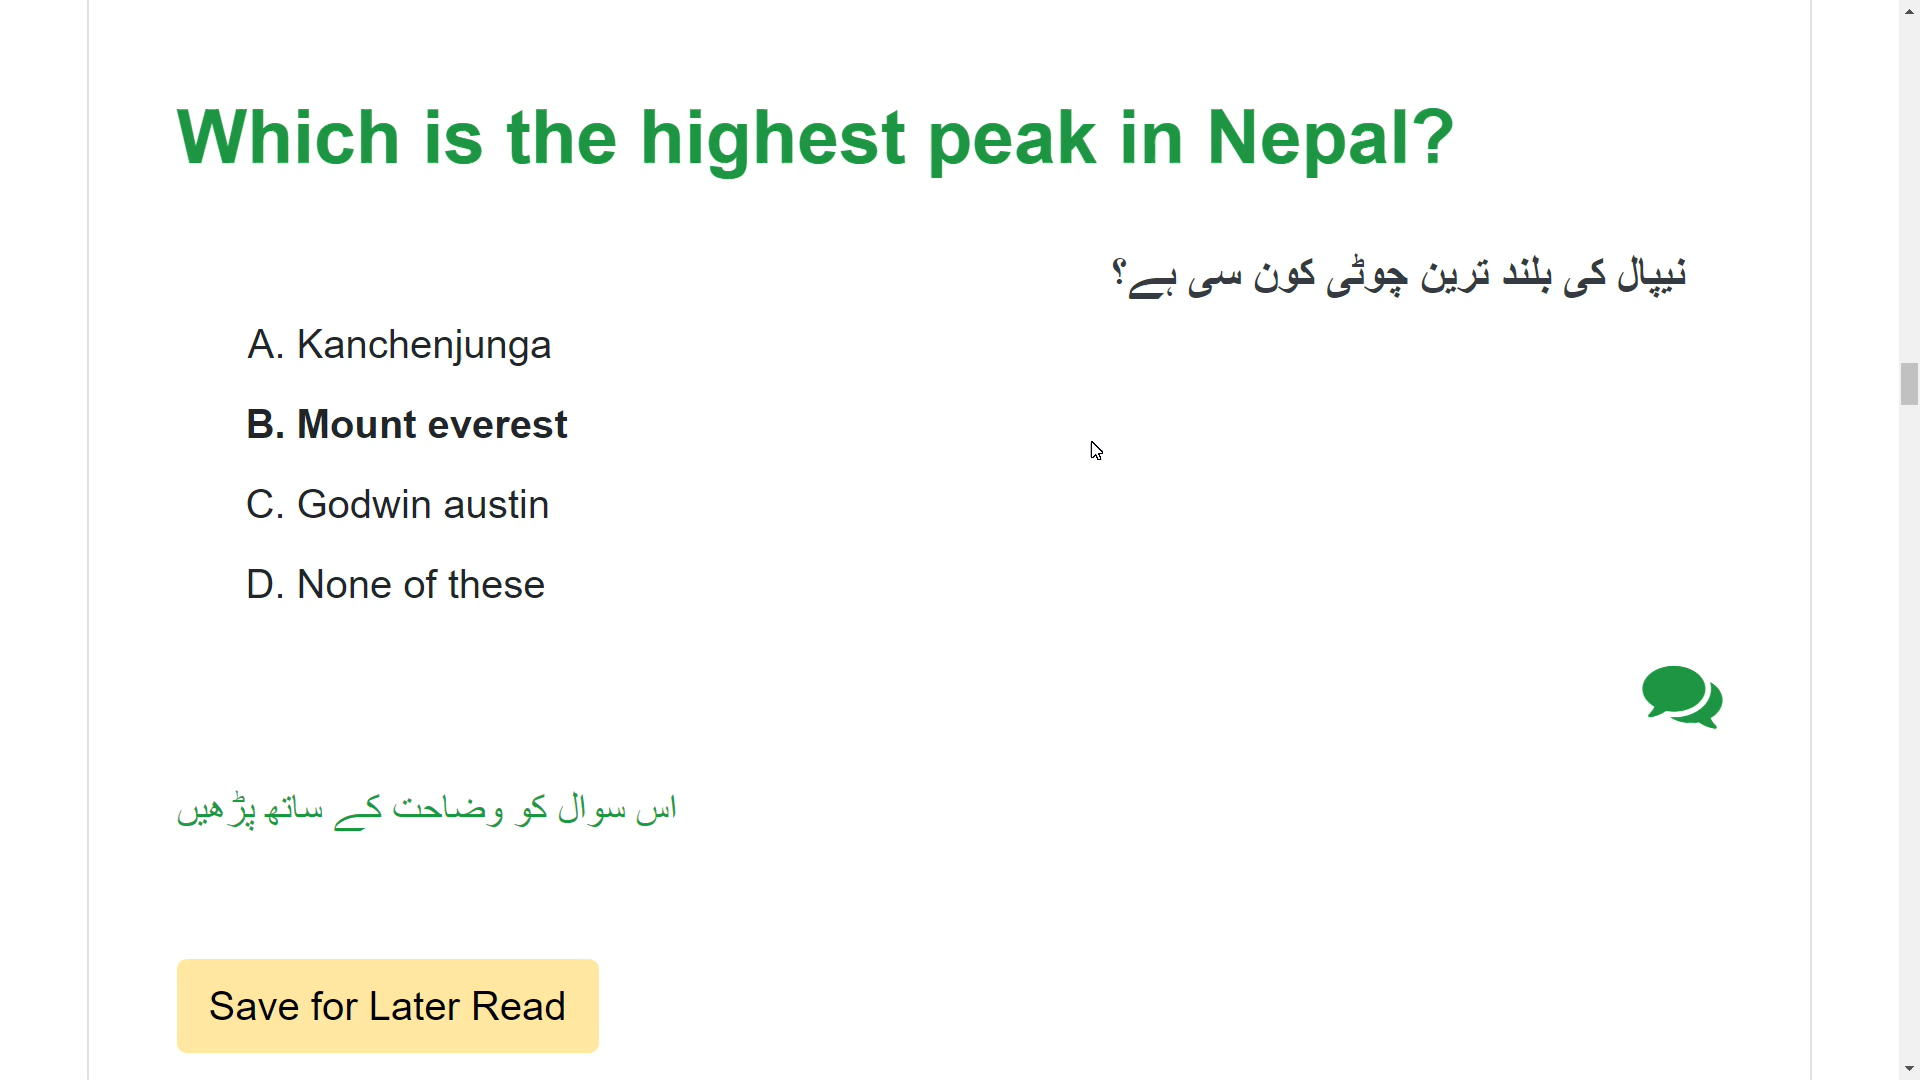 Which is the highest peak in Nepal?
نیپال کی بلند ترین چوٹی کون سی ہے؟
A. Kanchenjunga
B. Mount everest
C. Godwin austin
D. None of these
اس سوال کو وضاحت کے ساتھ پڑھیں
Save for Later Read